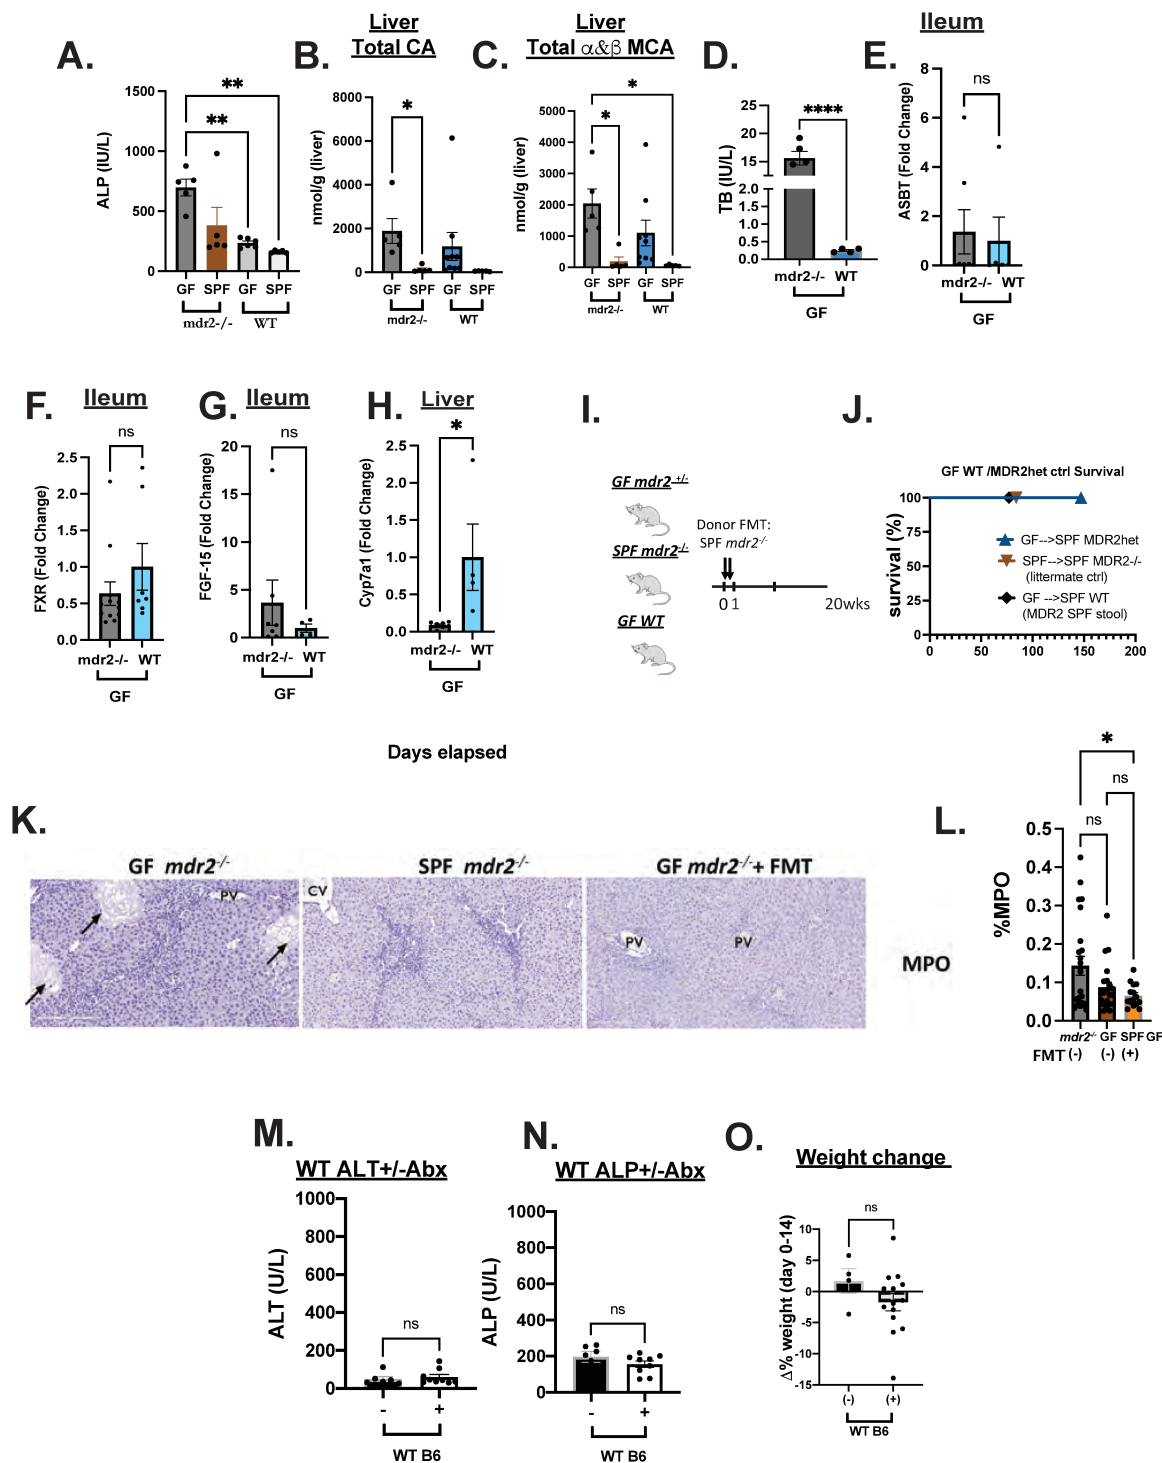 A.
ALP (IU/L)
1500
1000
500
0
**
**
GF SPF GF SPF
mdr2-/- WT
B.
Liver
Total CA
nmol/g (liver)
8000
6000
4000
2000
0
*
GF SPF GF SPF
mdr2-/- WT
C.
Liver
Total α&β MCA
nmol/g (liver)
5000
4000
3000
2000
1000
0
*
*
GF SPF GF SPF
mdr2-/- WT
D.
TB (IU/L)
25
20
15
2.0
1.5
1.0
0.5
0.0
****
mdr2-/- WT
GF
E.
Ileum
ASBT (Fold Change)
8
6
4
2
0
ns
mdr2-/- WT
GF
F.
Ileum
FXR (Fold Change)
2.5
2.0
1.5
1.0
0.5
0.0
ns
mdr2-/- WT
GF
G.
Ileum
FGF-15 (Fold Change)
20
15
10
5
0
ns
mdr2-/- WT
GF
H.
Liver
Cyp7a1 (Fold Change)
2.5
2.0
1.5
1.0
0.5
0.0
*
mdr2-/- WT
GF
I.
GF mdr2+/-
SPF mdr2-/-
GF WT
Donor FMT:
SPF mdr2-/-
0 1 20wks
J.
GF WT /MDR2het ctrl Survival
survival (%)
100
75
50
25
0
0 50 100 150 200
GF-->SPF MDR2het
SPF-->SPF MDR2-/-
(littermate ctrl)
GF -->SPF WT
(MDR2 SPF stool)
Days elapsed
K.
GF mdr2-/-
SPF mdr2-/-
GF mdr2-/- + FMT
PV
CV
PV
PV
MPO
L.
%MPO
0.5
0.4
0.3
0.2
0.1
0.0
*
ns
ns
mdr2-/- GF SPF GF
FMT (-) (-) (+)
M.
WT ALT+/-Abx
ALT (U/L)
1000
800
600
400
200
0
ns
- +
WT B6
N.
WT ALP+/-Abx
ALP (U/L)
1000
800
600
400
200
0
ns
- +
WT B6
O.
Weight change
Δ% weight (day 0-14)
10
5
0
-5
-10
-15
ns
(-) (+)
WT B6